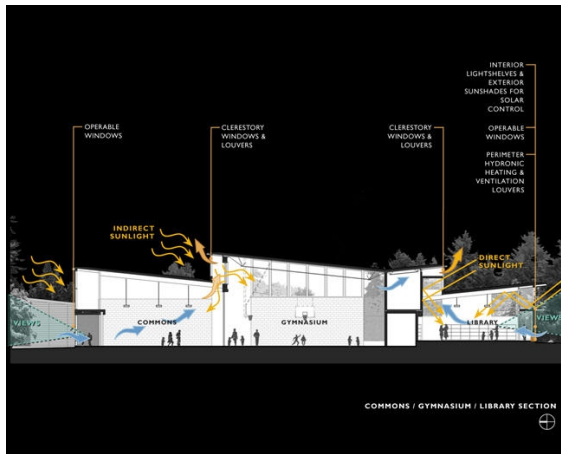 INTERIOR
LIGHTSHELVES &
EXTERIOR
SUNSHADES FOR
SOLAR
CONTROL
OPERABLE
WINDOWS
CLERESTORY
WINDOWS &
LOUVERS
CLERESTORY
WINDOWS &
LOUVERS
OPERABLE
WINDOWS
PERIMETER
HYDRONIC
HEATING &
VENTILATION
LOUVERS
INDIRECT
SUNLIGHT
DIRECT
SUNLIGHT
VIEWS
COMMONS
GYMNASIUM
LIBRARY
VIEWS
COMMONS / GYMNASIUM / LIBRARY SECTION